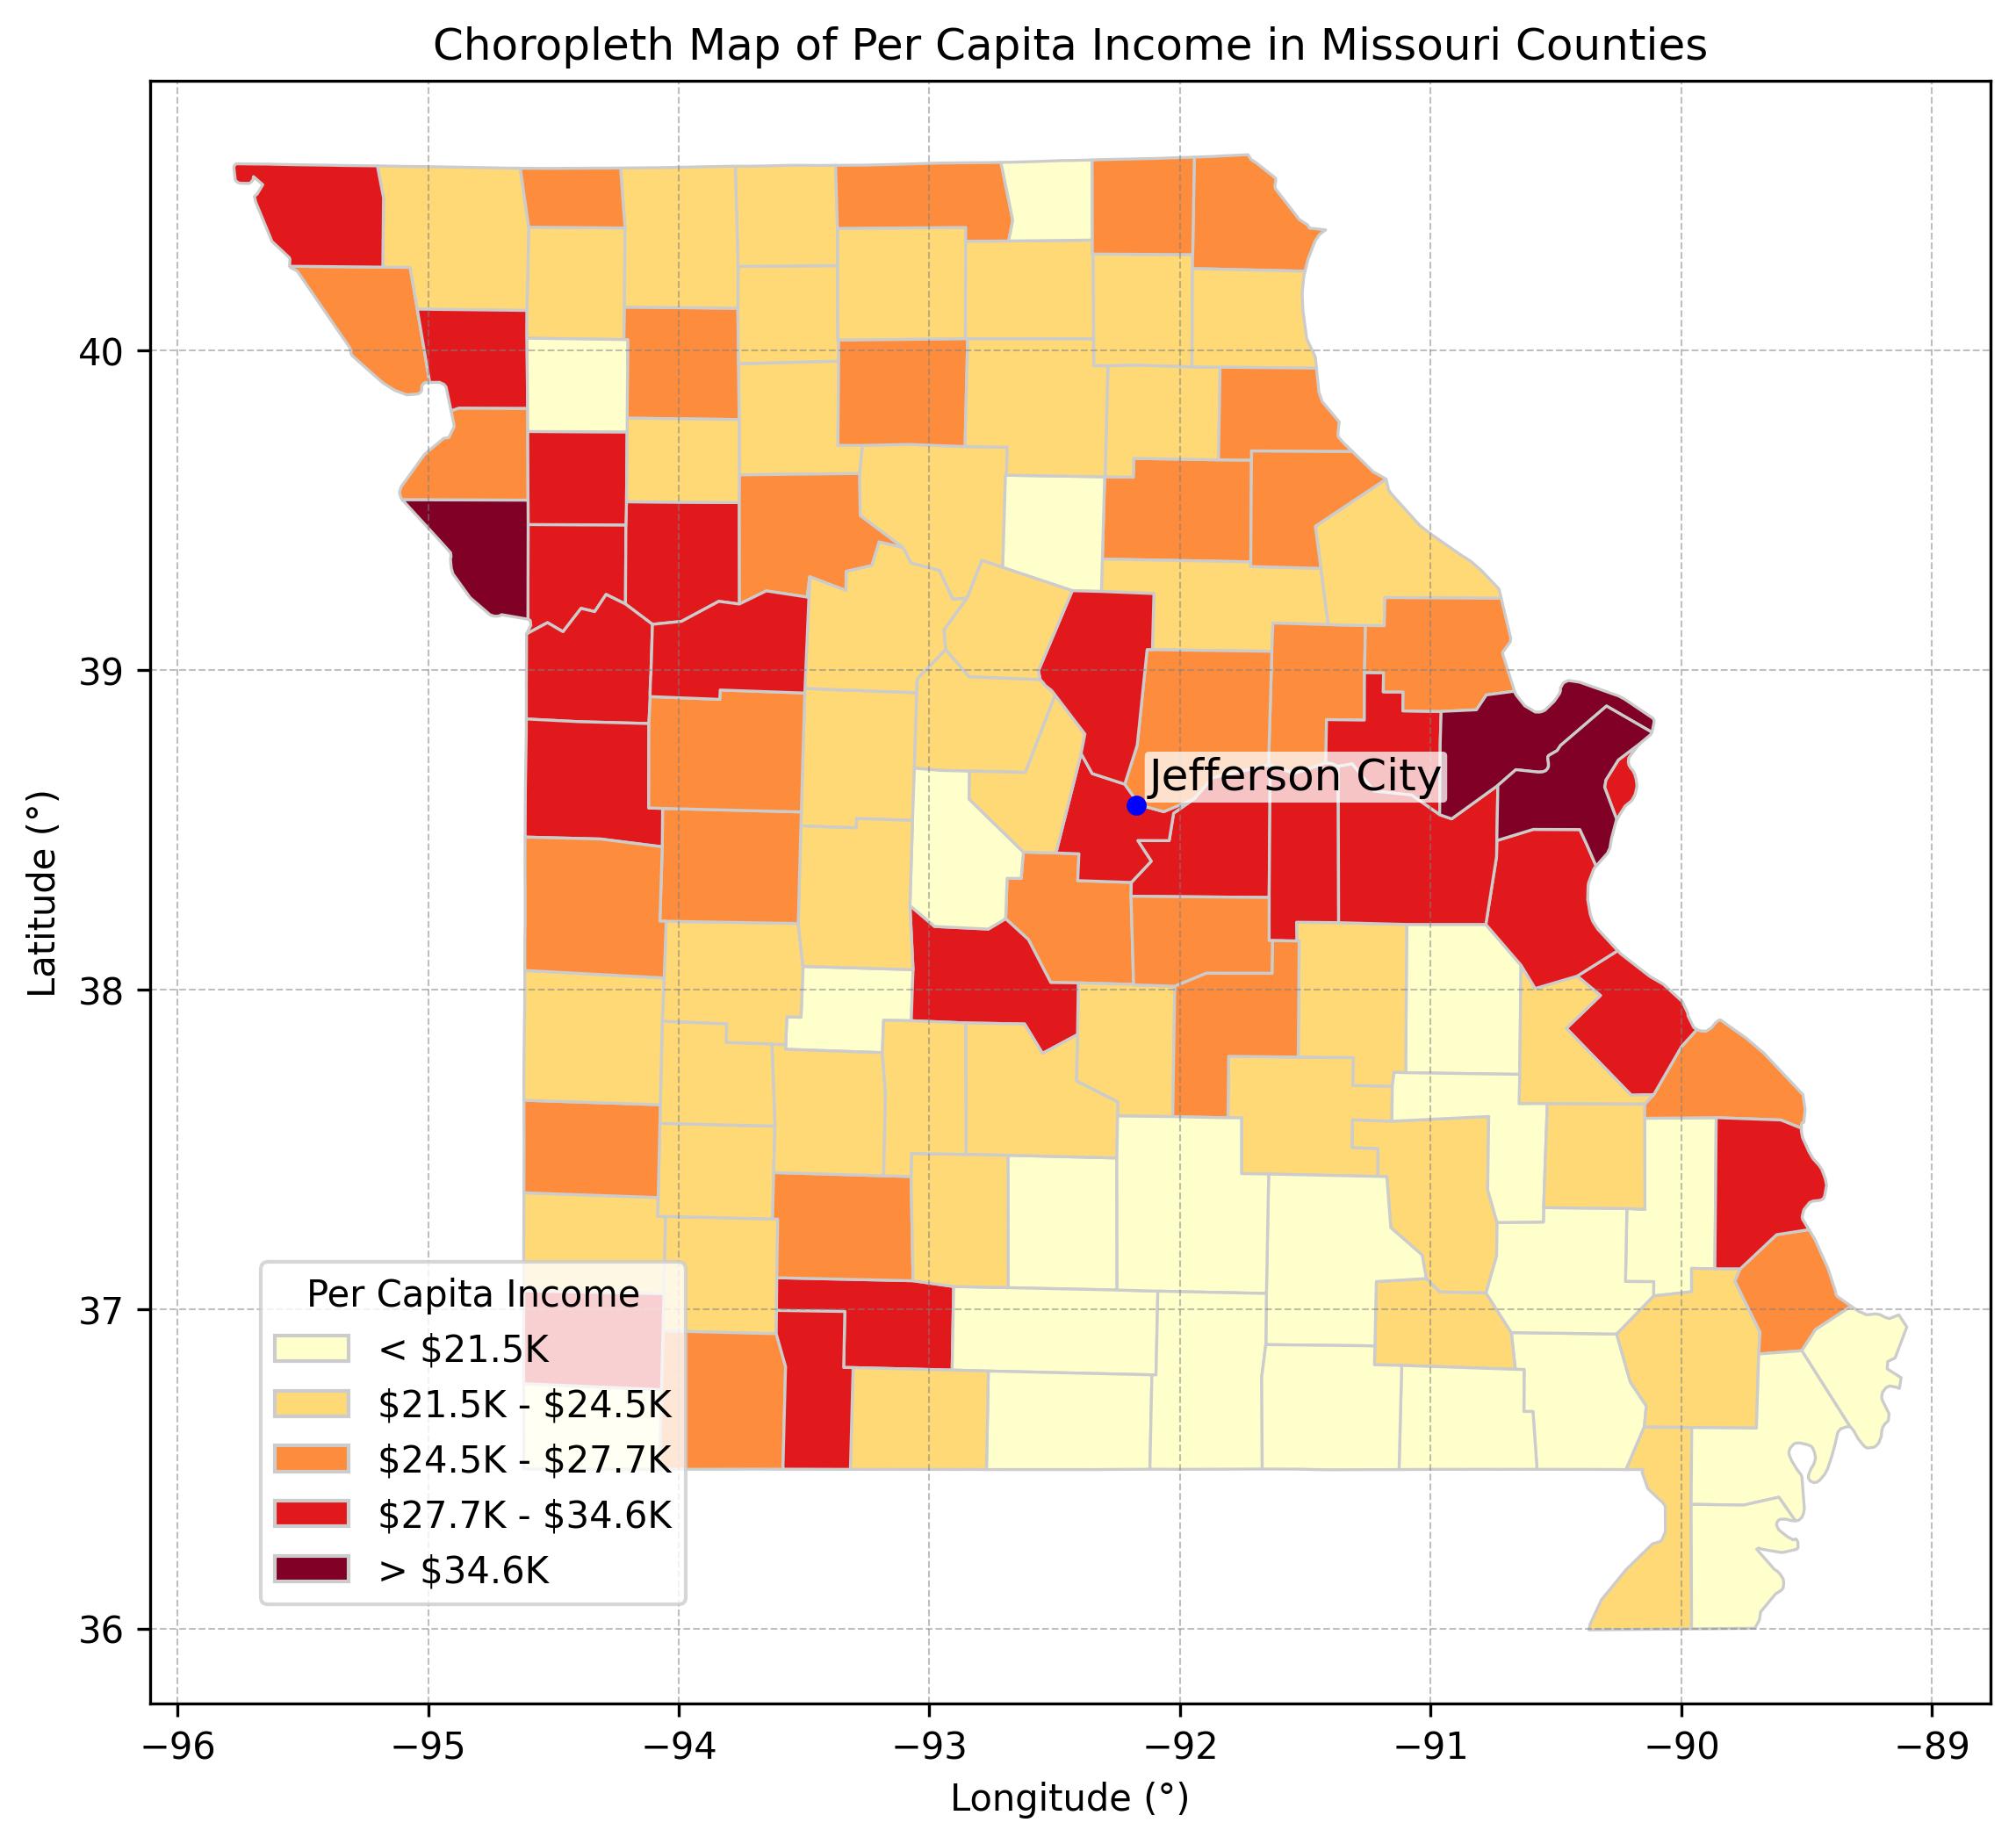 Choropleth Map of Per Capita Income in Missouri Counties
40
39
Jefferson City
Latitude (°)
38
37
36
Per Capita Income
< $21.5K
$21.5K - $24.5K
$24.5K - $27.7K
$27.7K - $34.6K
> $34.6K
−96 −95 −94 −93 −92 −91 −90 −89
Longitude (°)